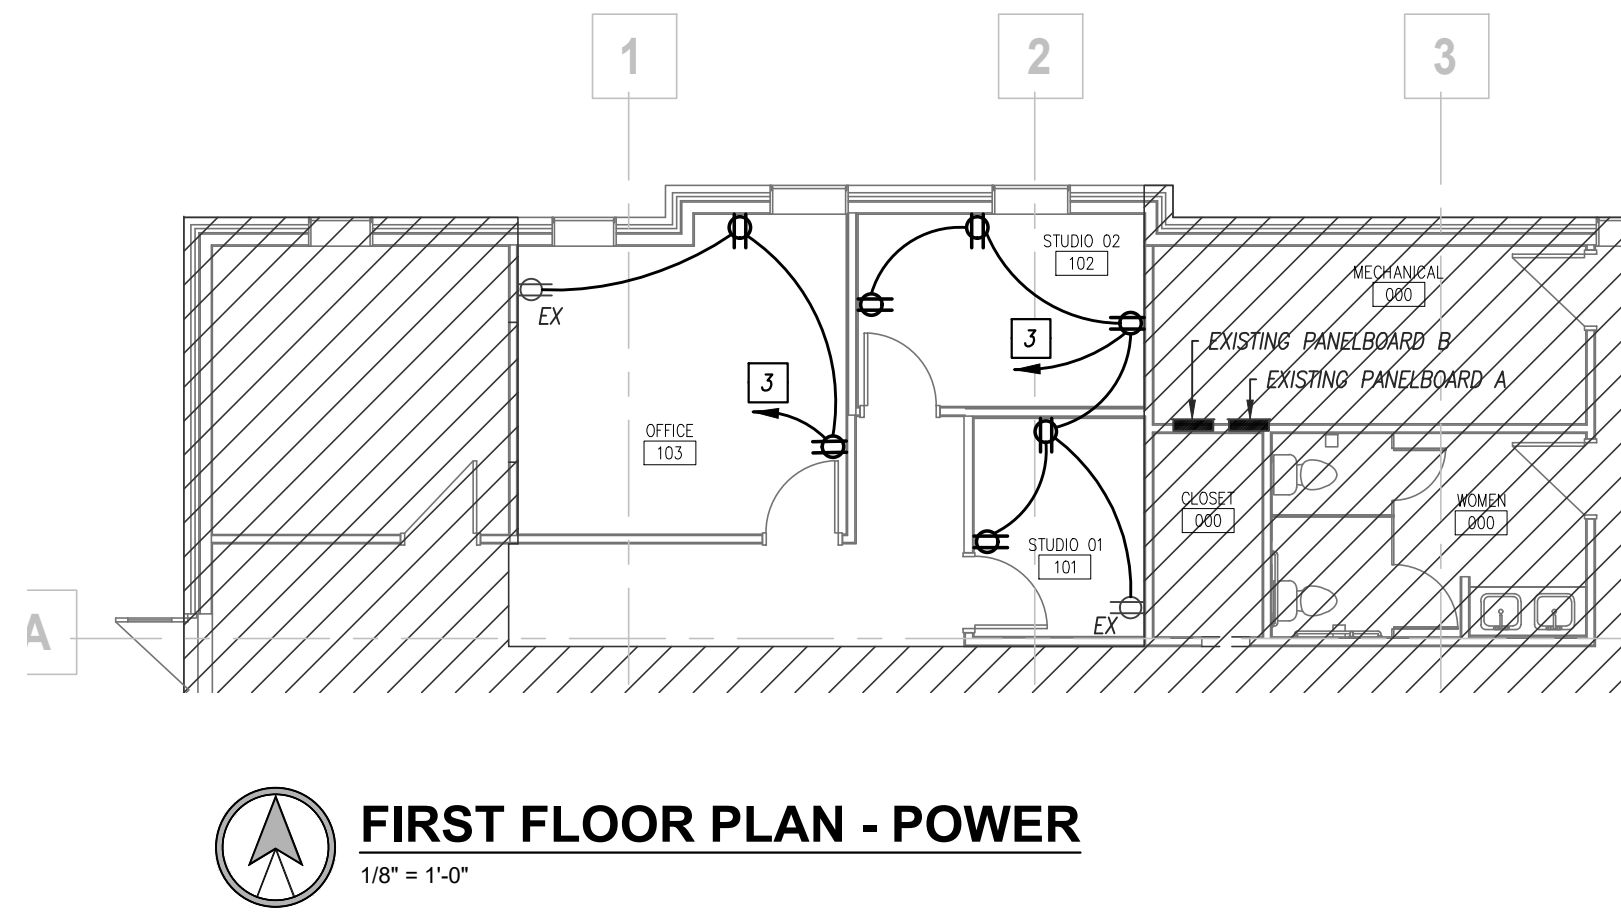 1
2
3
STUDIO 02
102
MECHANICAL
000
EX
3
EXISTING PANELBOARD B
3
EXISTING PANELBOARD A
OFFICE
103
CLOSET
000
WOMEN
000
STUDIO 01
101
EX
A
FIRST FLOOR PLAN - POWER
1/8" = 1'-0"